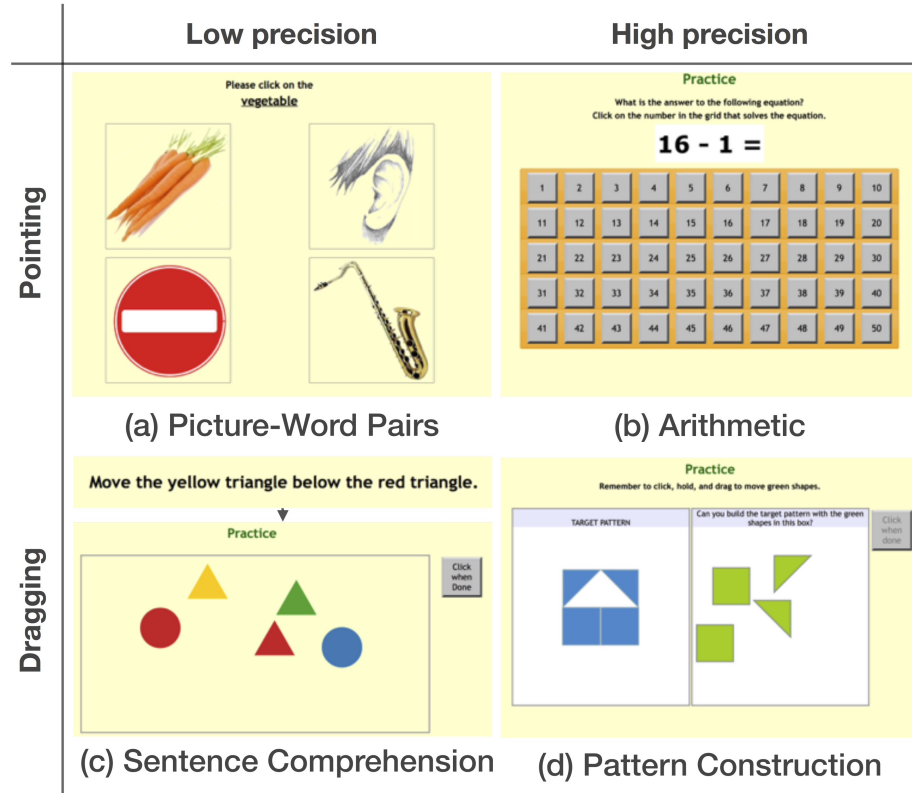 Low precision
High precision
Pointing
Please click on the
vegetable
(a) Picture-Word Pairs
Practice
What is the answer to the following equation?
Click on the number in the grid that solves the equation.
16 - 1 =
1 2 3 4 5 6 7 8 9 10
11 12 13 14 15 16 17 18 19 20
21 22 23 24 25 26 27 28 29 30
31 32 33 34 35 36 37 38 39 40
41 42 43 44 45 46 47 48 49 50
(b) Arithmetic
Dragging
Move the yellow triangle below the red triangle.
Practice
Click
when
Done
(c) Sentence Comprehension
Practice
Remember to click, hold, and drag to move green shapes.
TARGET PATTERN
Can you build the target pattern with the green
shapes in this box?
Click
when
done
(d) Pattern Construction